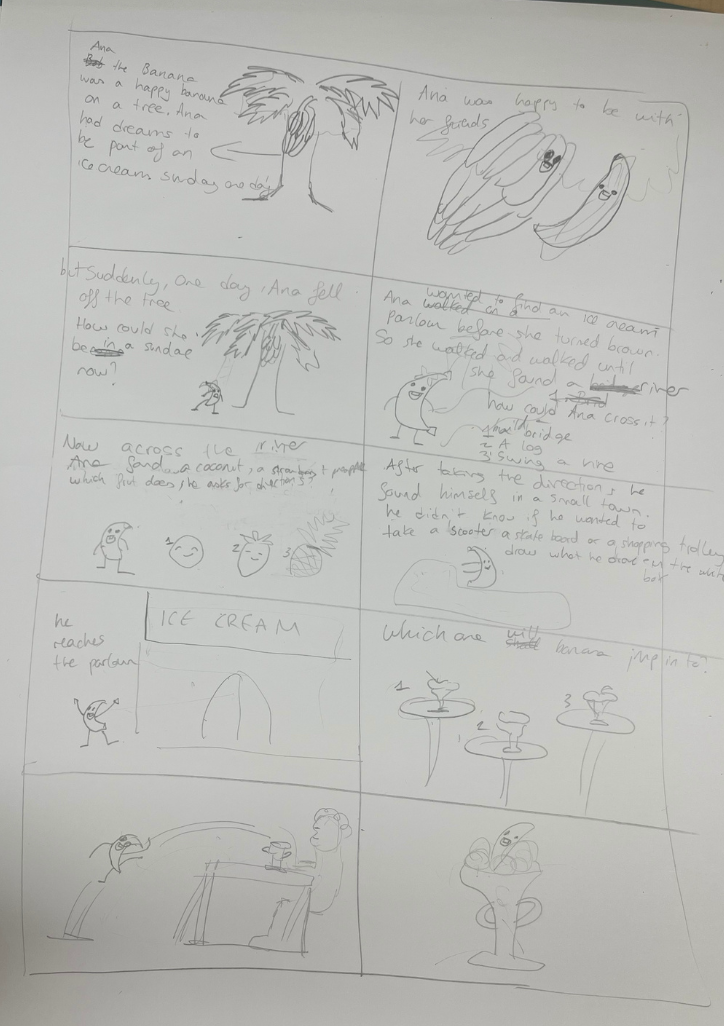 Ana
the Banana
was a happy banana
on a tree. Ana
had dreams to
be part of an
ice cream sunday one day
Ana was happy to be with
her friends
but Suddenly, One day, Ana fell
off the tree
How could she
be in a sundae
now?
wanted to find an ice cream
Ana walked on a
parlour before she turned brown.
So she walked and walked until
she found a river
how could Ana cross it?
1 bridge
2 A log
3 Swing a vine
Now across the river
Ana fand a coconut, a strawberry + pineapple
which fruit does she asks for directions?
1
2
3
After taking the directions he
found himself in a small town.
he didn't know if he wanted to
take a scooter a skate board or a shopping trolley
draw what he drove in the white
box
he
reaches
the parlour
ICE CREAM
Which one will
banana jump in to?
1
2
3